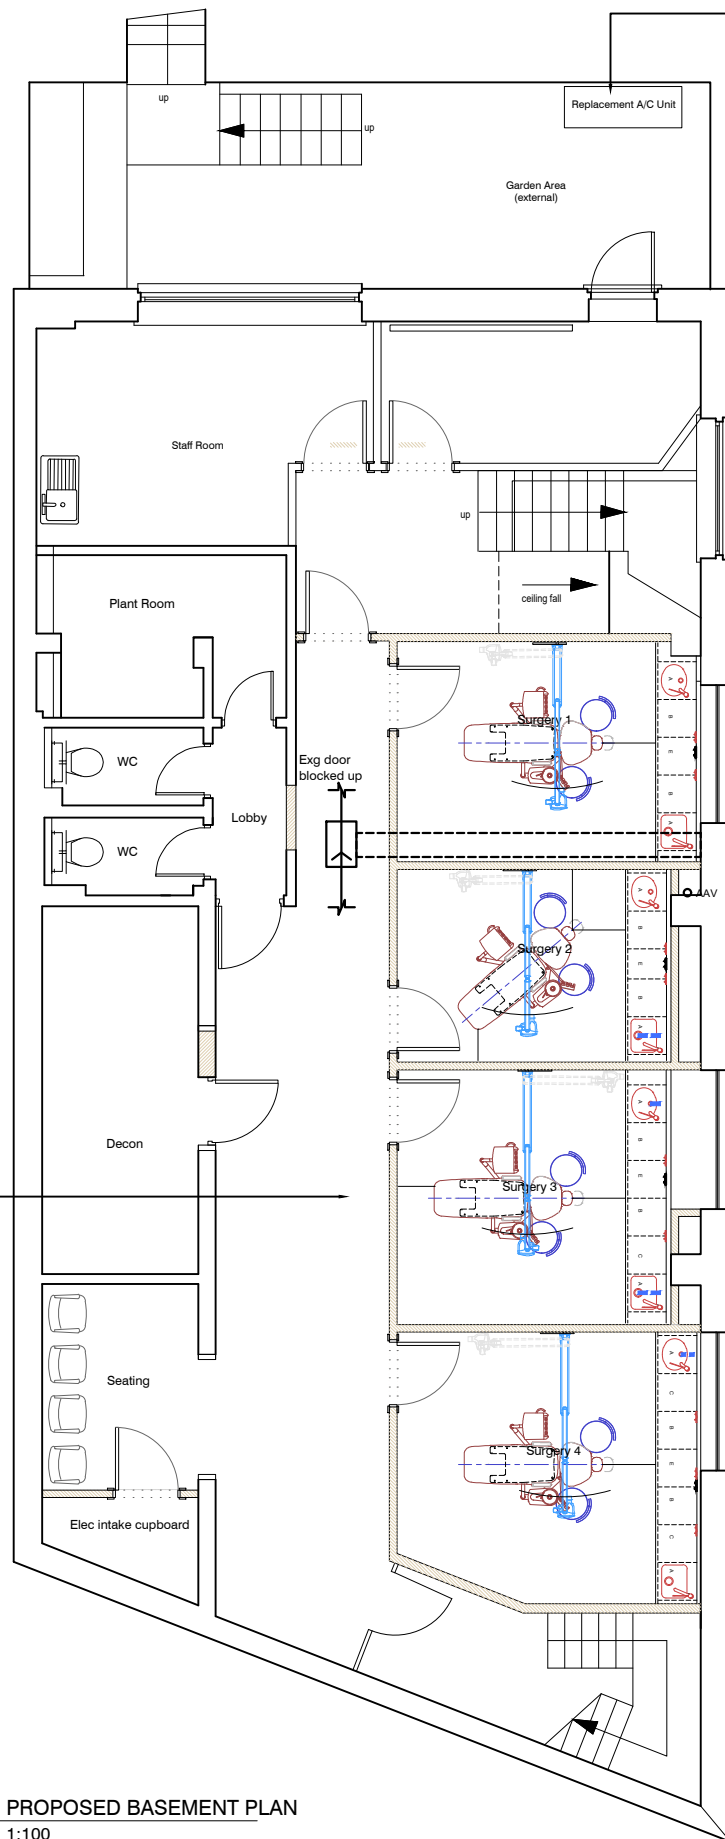 up
up
Replacement A/C Unit
Garden Area
(external)
Staff Room
up
ceiling fall
Plant Room
Surgery 1
WC
Exg door
blocked up
Lobby
WC
AAV
Surgery 2
Decon
Surgery 3
Seating
Surgery 4
Elec intake cupboard
A
B
E
B
A
A
B
E
B
A
A
B
B
E
B
C
A
A
C
B
E
B
C
A
PROPOSED BASEMENT PLAN
1:100